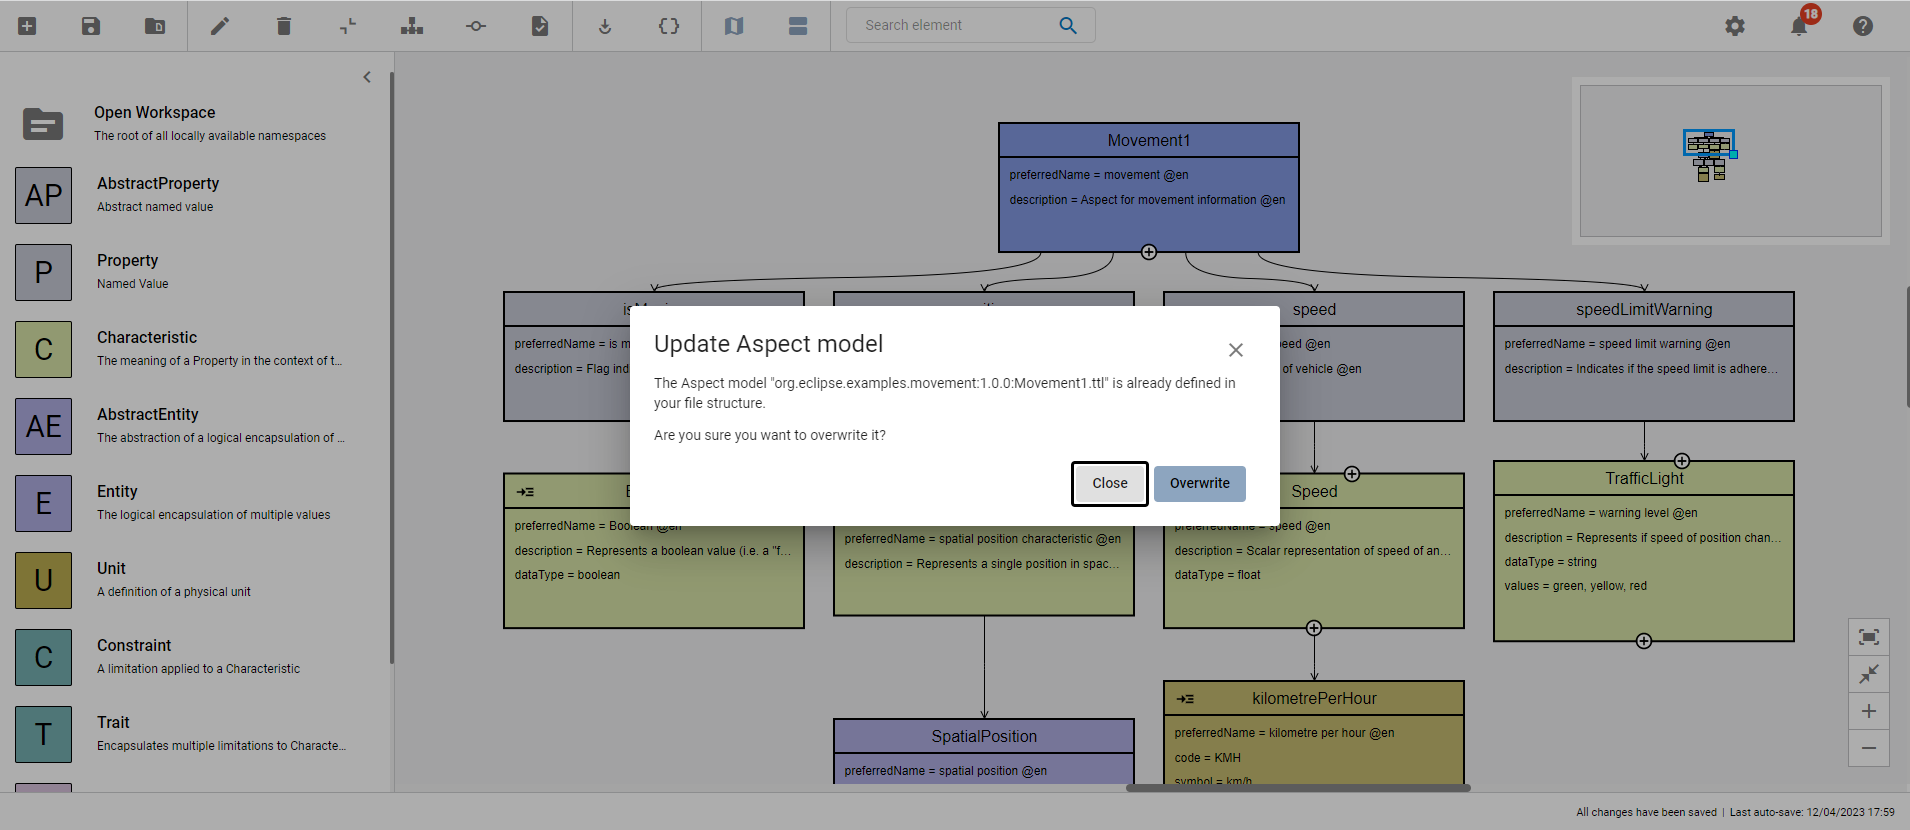 Search element
18
Open Workspace
The root of all locally available namespaces
AP
AbstractProperty
Abstract named value
P
Property
Named Value
C
Characteristic
The meaning of a Property in the context of t...
AE
AbstractEntity
The abstraction of a logical encapsulation of ...
E
Entity
The logical encapsulation of multiple values
U
Unit
A definition of a physical unit
C
Constraint
A limitation applied to a Characteristic
T
Trait
Encapsulates multiple limitations to Characte...
Movement1
preferredName = movement @en
description = Aspect for movement information @en
preferredName = is m
description = Flag ind
speed
eed @en
of vehicle @en
speedLimitWarning
preferredName = speed limit warning @en
description = Indicates if the speed limit is adhere...
Update Aspect model
The Aspect model "org.eclipse.examples.movement:1.0.0:Movement1.ttl" is already defined in
your file structure.
Are you sure you want to overwrite it?
Close
Overwrite
preferredName = Boolean @en
description = Represents a boolean value (i.e. a "f...
dataType = boolean
preferredName = spatial position characteristic @en
description = Represents a single position in spac...
Speed
preferredName = speed @en
description = Scalar representation of speed of an...
dataType = float
TrafficLight
preferredName = warning level @en
description = Represents if speed of position chan...
dataType = string
values = green, yellow, red
SpatialPosition
preferredName = spatial position @en
kilometrePerHour
preferredName = kilometre per hour @en
code = KMH
symbol = km/h
All changes have been saved | Last auto-save: 12/04/2023 17:59